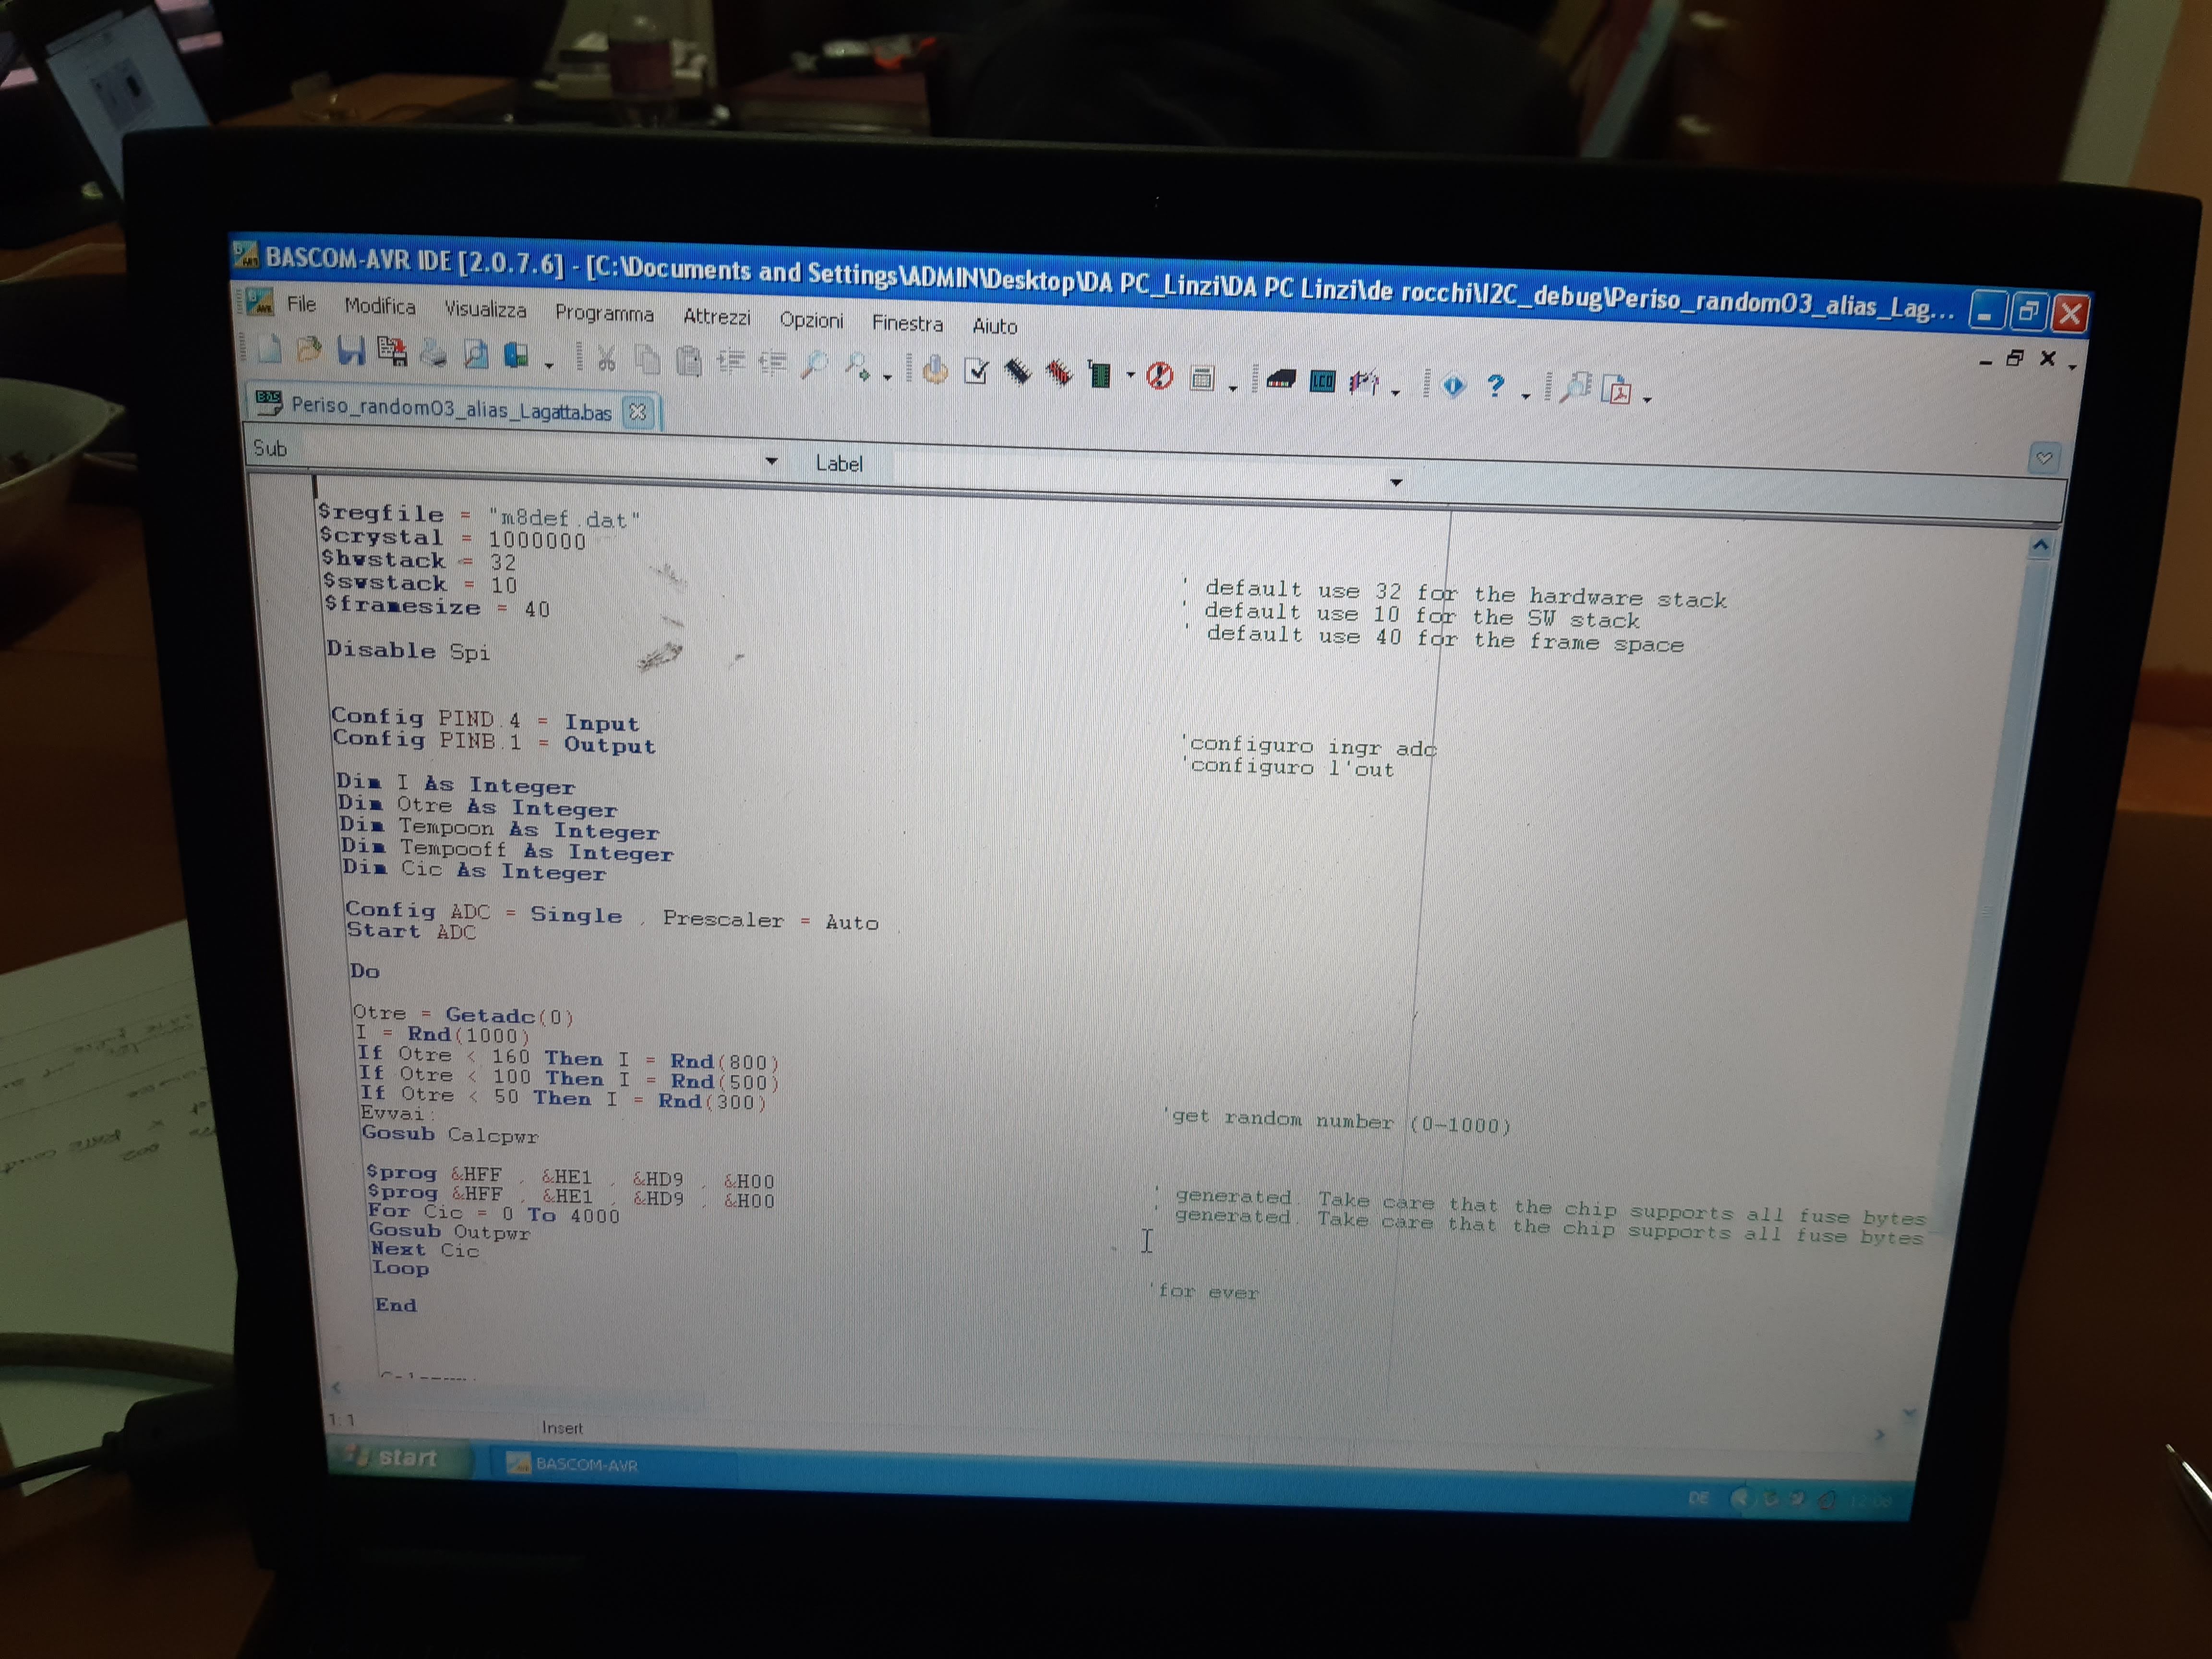 BASCOM-AVR IDE [2.0.7.6] - [C:\Documents and Settings\ADMIN\Desktop\DA PC_Linzi\DA PC Linzi\de rocchi\I2C_debug\Periso_random03_alias_Lag...
File Modifica Visualizza Programma Attrezzi Opzioni Finestra Aiuto
Periso_random03_alias_Lagatta.bas
Sub Label
$regfile = "m8def.dat"
$crystal = 1000000
$hwstack = 32 ' default use 32 for the hardware stack
$swstack = 10 ' default use 10 for the SW stack
$framesize = 40 ' default use 40 for the frame space
Disable Spi
Config PIND.4 = Input 'configuro ingr adc
Config PINB.1 = Output 'configuro l'out
Dim I As Integer
Dim Otre As Integer
Dim Tempoon As Integer
Dim Tempooff As Integer
Dim Cic As Integer
Config ADC = Single , Prescaler = Auto
Start ADC
Do
Otre = Getadc(0)
I = Rnd(1000)
If Otre < 160 Then I = Rnd(800)
If Otre < 100 Then I = Rnd(500)
If Otre < 50 Then I = Rnd(300)
Evvai: 'get random number (0-1000)
Gosub Calcpwr
$prog &HFF , &HE1 , &HD9 , &H00 ' generated. Take care that the chip supports all fuse bytes
$prog &HFF , &HE1 , &HD9 , &H00 ' generated. Take care that the chip supports all fuse bytes
For Cic = 0 To 4000
Gosub Outpwr
Next Cic
Loop 'for ever
End
1: 1 Insert
start BASCOM-AVR DE